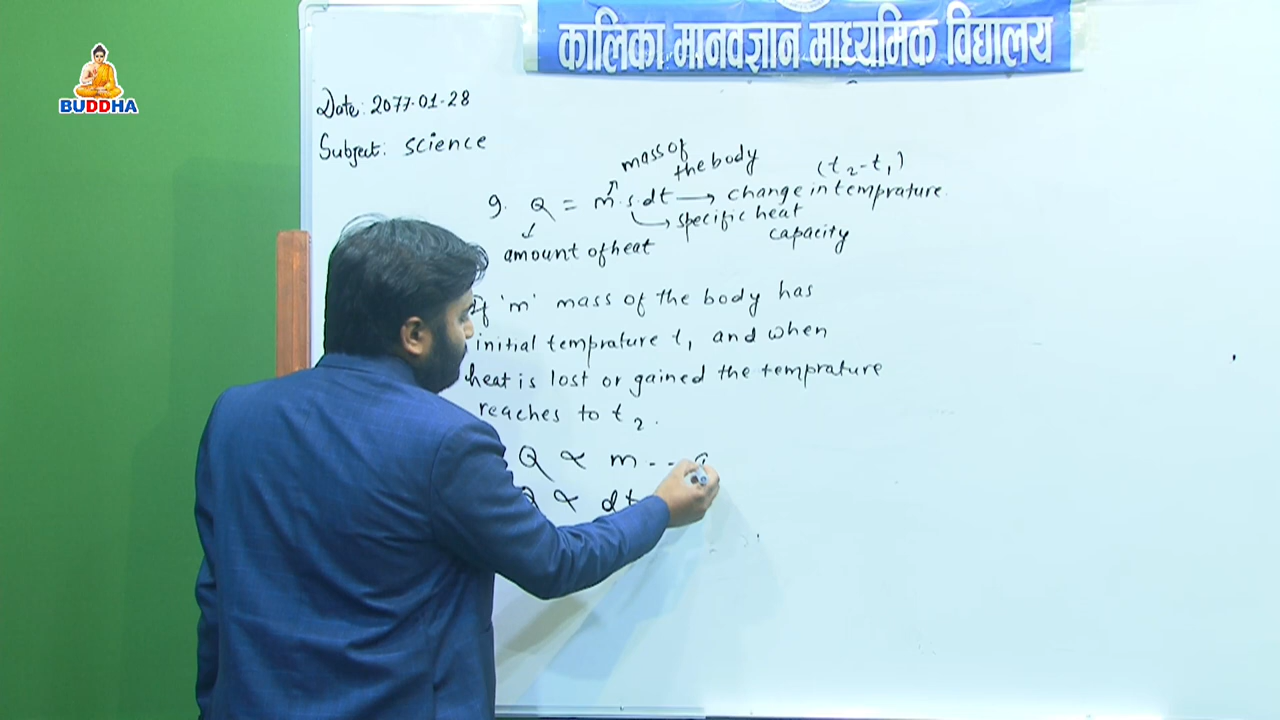 BUDDHA
कालिका मानवज्ञान माध्यमिक विद्यालय
Date: 2077-01-28
Subject: science
mass of
the body
(t₂-t₁)
9. Q = m.s.dt → change in temprature.
specific heat
capacity
amount of heat
If 'm' mass of the body has
initial temprature t₁ and when
heat is lost or gained the temprature
reaches to t₂.
Q ∝ m - -
Q ∝ dt